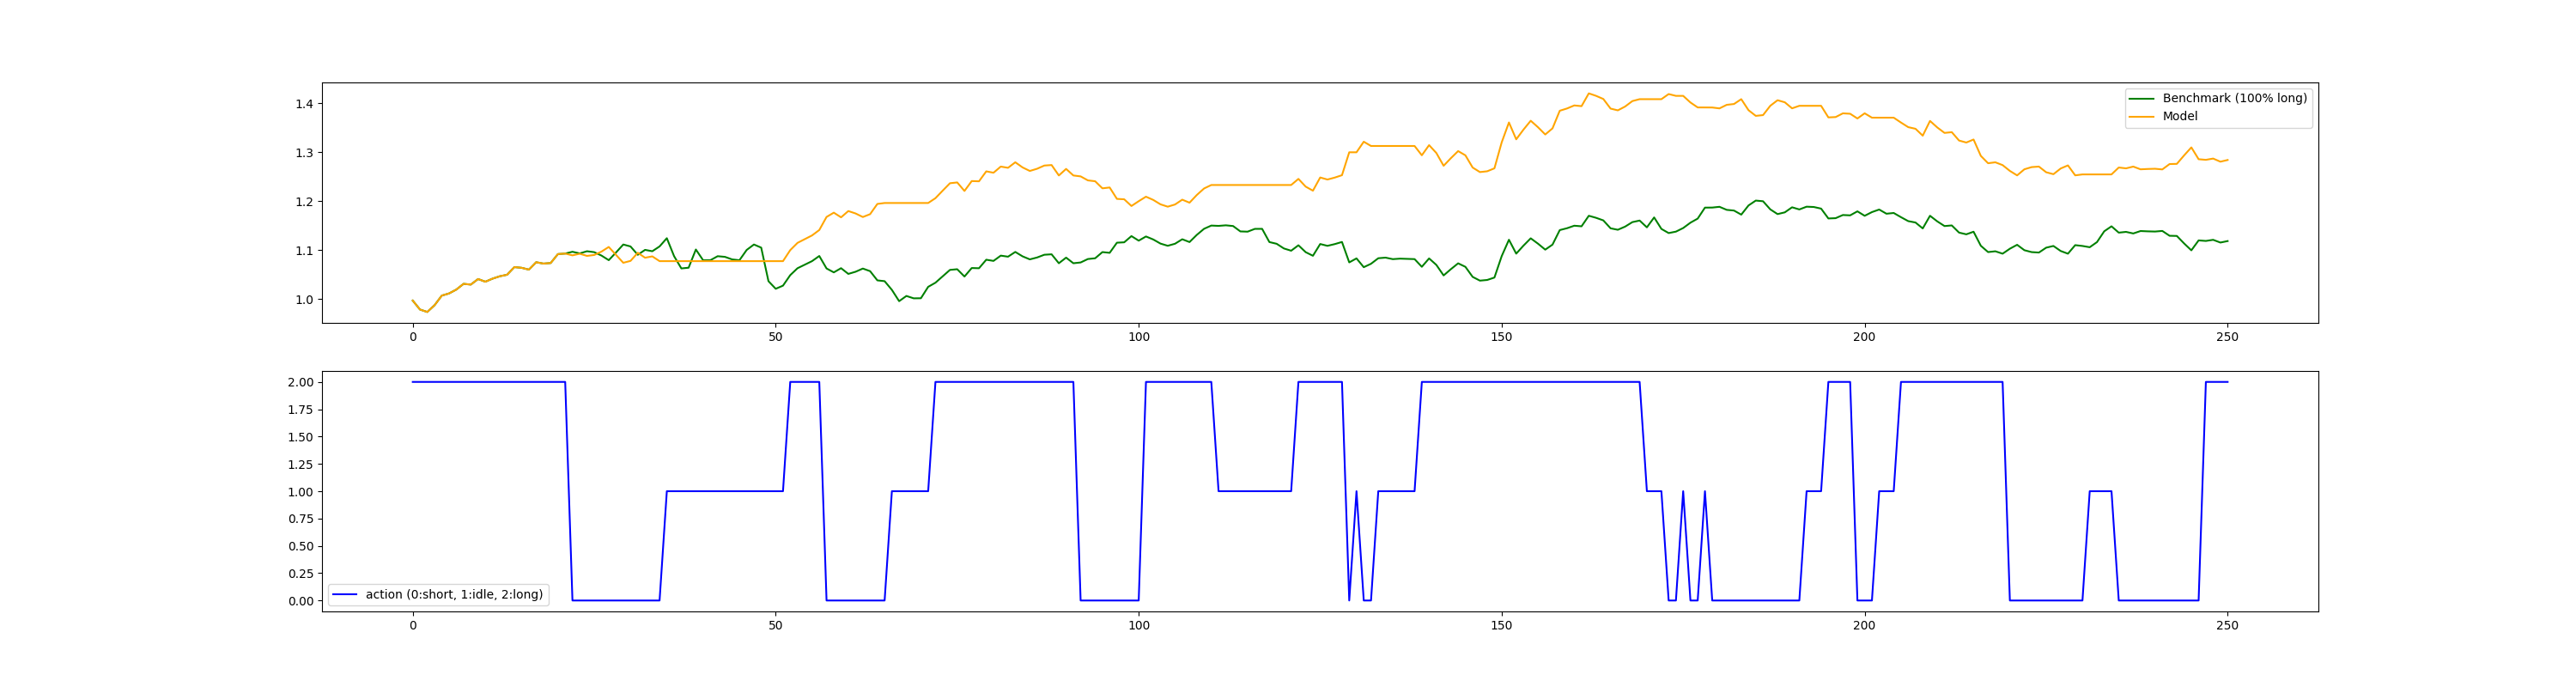 1.4
1.3
1.2
1.1
1.0
Benchmark (100% long)
Model
0 50 100 150 200 250
2.00
1.75
1.50
1.25
1.00
0.75
0.50
0.25
0.00
action (0:short, 1:idle, 2:long)
0 50 100 150 200 250